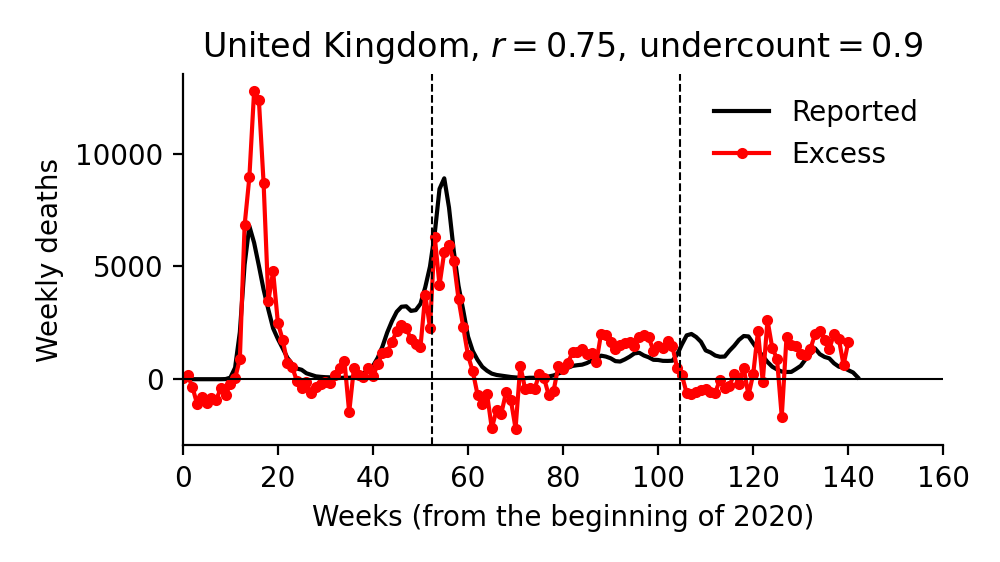 United Kingdom, r = 0.75, undercount = 0.9
Reported
Excess
Weekly deaths
10000
5000
0
0 20 40 60 80 100 120 140 160
Weeks (from the beginning of 2020)